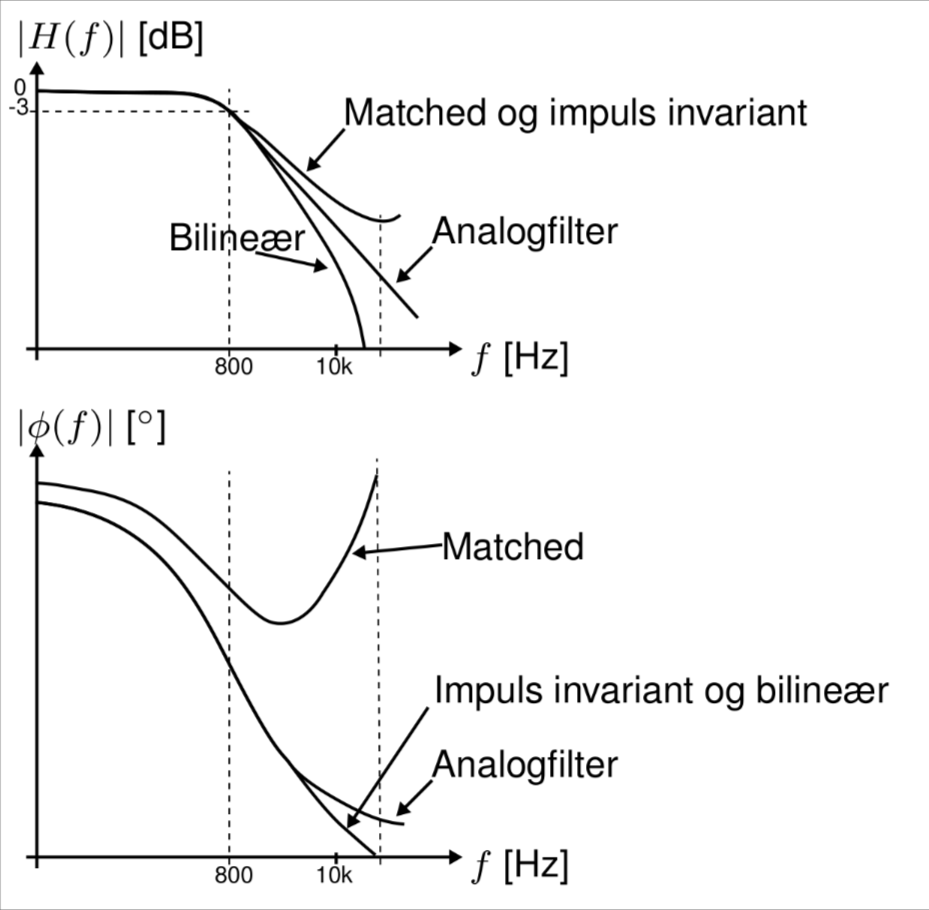 |H(f)| [dB]
0
-3
Matched og impuls invariant
Analogfilter
Bilineær
800
10k
f [Hz]
|ϕ(f)| [°]
Matched
Impuls invariant og bilineær
Analogfilter
800
10k
f [Hz]